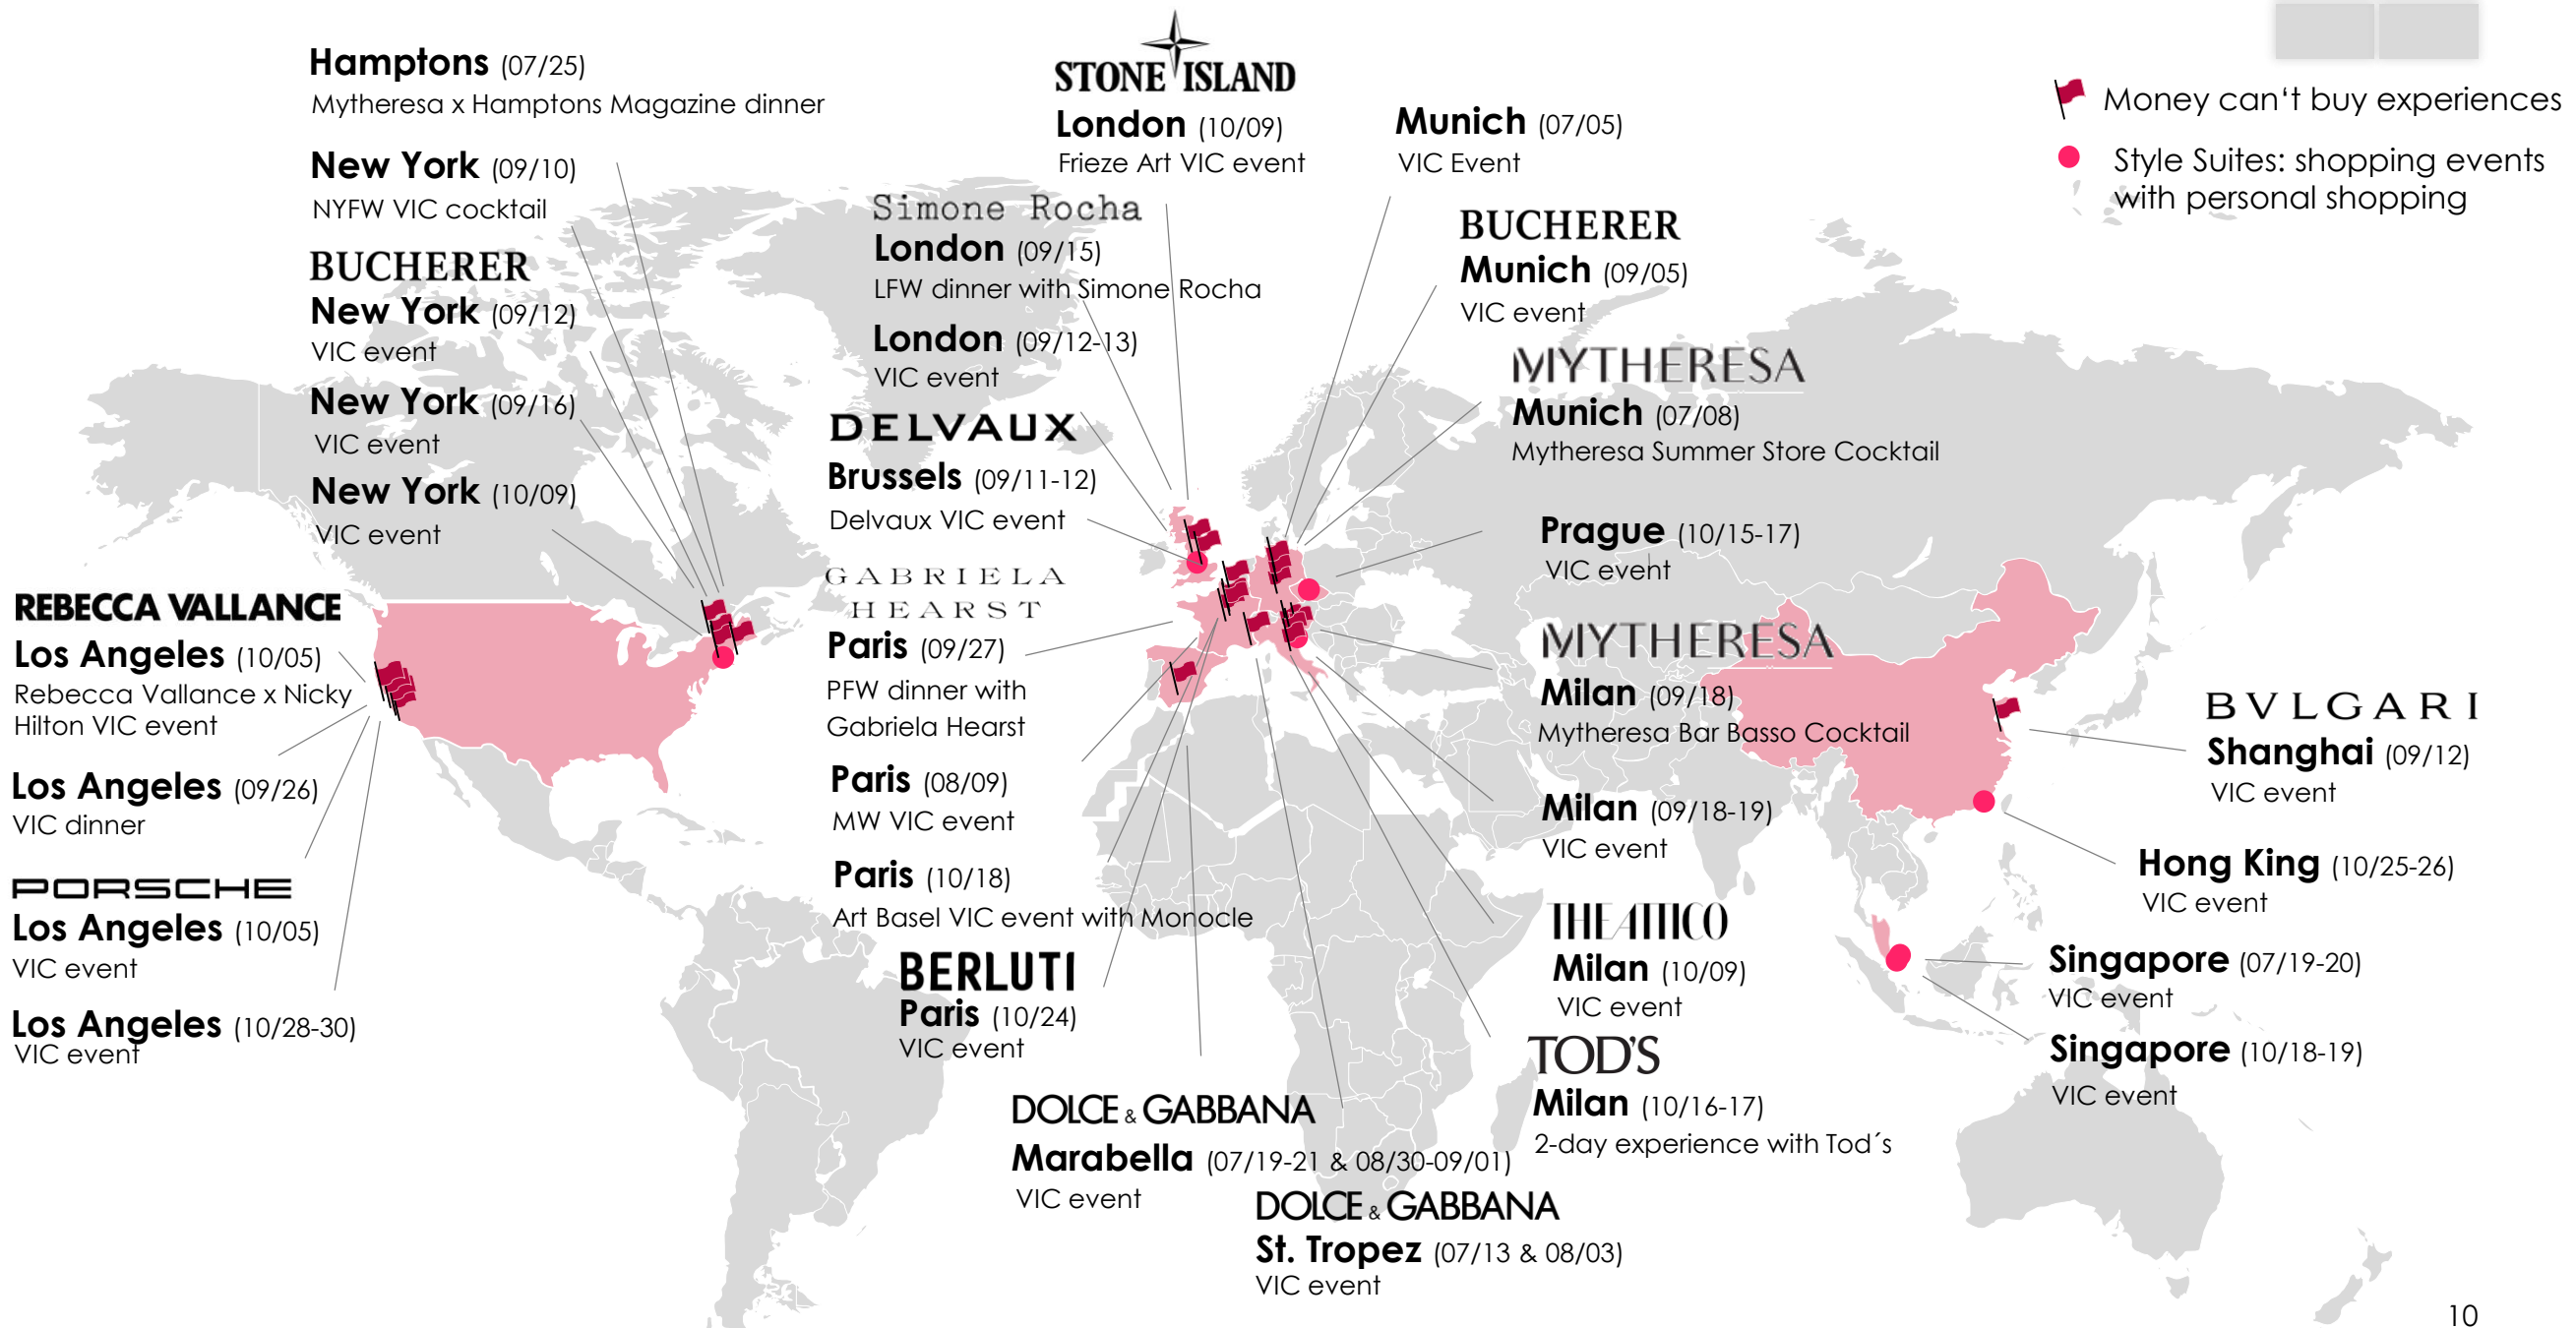 Hamptons (07/25)
Mytheresa x Hamptons Magazine dinner
New York (09/10)
NYFW VIC cocktail
BUCHERER
New York (09/12)
VIC event
New York (09/16)
VIC event
New York (10/09)
VIC event
REBECCA VALLANCE
Los Angeles (10/05)
Rebecca Vallance x Nicky
Hilton VIC event
Los Angeles (09/26)
VIC dinner
PORSCHE
Los Angeles (10/05)
VIC event
Los Angeles (10/28-30)
VIC event
STONE ISLAND
London (10/09)
Frieze Art VIC event
Simone Rocha
London (09/15)
LFW dinner with Simone Rocha
London (09/12-13)
VIC event
DELVAUX
Brussels (09/11-12)
Delvaux VIC event
GABRIELA
HEARST
Paris (09/27)
PFW dinner with
Gabriela Hearst
Paris (08/09)
MW VIC event
Paris (10/18)
Art Basel VIC event with Monocle
BERLUTI
Paris (10/24)
VIC event
DOLCE & GABBANA
Marabella (07/19-21 & 08/30-09/01)
VIC event
DOLCE & GABBANA
St. Tropez (07/13 & 08/03)
VIC event
Munich (07/05)
VIC Event
BUCHERER
Munich (09/05)
VIC event
MYTHERESA
Munich (07/08)
Mytheresa Summer Store Cocktail
Prague (10/15-17)
VIC event
MYTHERESA
Milan (09/18)
Mytheresa Bar Basso Cocktail
Milan (09/18-19)
VIC event
THE ATTICO
Milan (10/09)
VIC event
TOD'S
Milan (10/16-17)
2-day experience with Tod´s
Money can‘t buy experiences
Style Suites: shopping events
with personal shopping
BVLGARI
Shanghai (09/12)
VIC event
Hong King (10/25-26)
VIC event
Singapore (07/19-20)
VIC event
Singapore (10/18-19)
VIC event
10